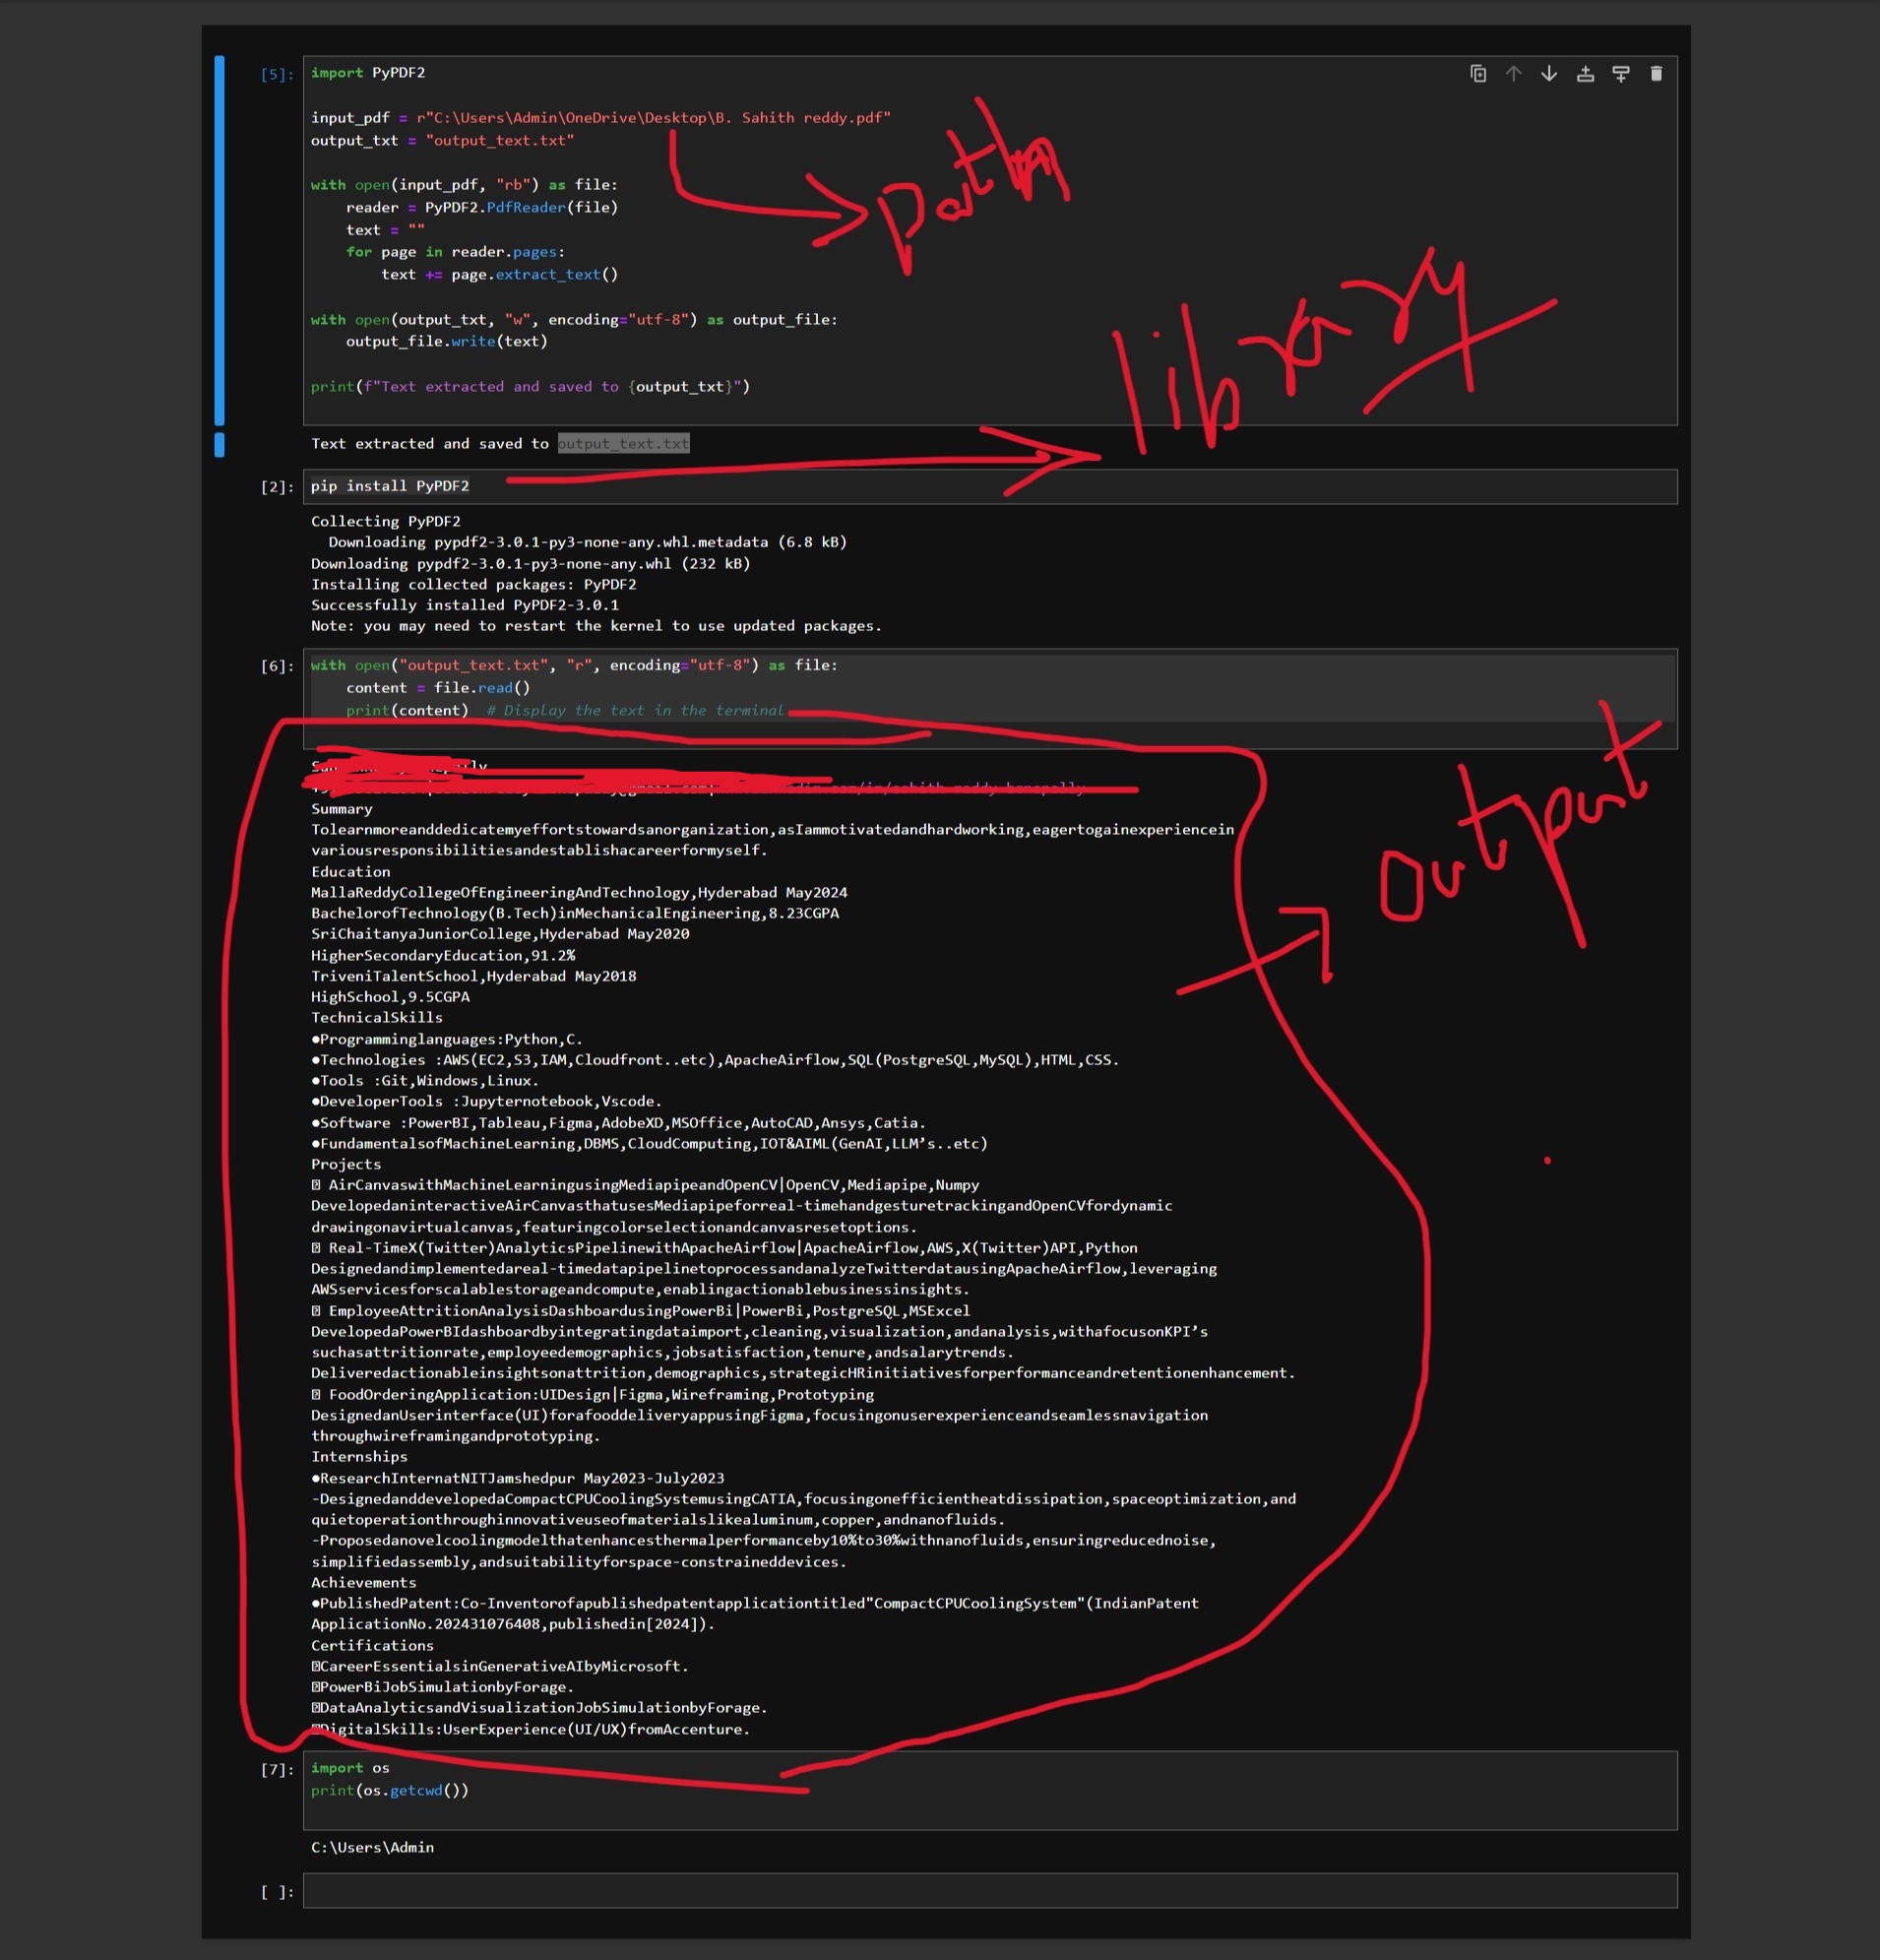 [5]: import PyPDF2
input_pdf = r"C:\Users\Admin\OneDrive\Desktop\B. Sahith reddy.pdf"
output_txt = "output_text.txt"
path
with open(input_pdf, "rb") as file:
    reader = PyPDF2.PdfReader(file)
    text = ""
    for page in reader.pages:
        text += page.extract_text()
with open(output_txt, "w", encoding="utf-8") as output_file:
    output_file.write(text)
library
print(f"Text extracted and saved to {output_txt}")
Text extracted and saved to output_text.txt
[2]: pip install PyPDF2
Collecting PyPDF2
  Downloading pypdf2-3.0.1-py3-none-any.whl.metadata (6.8 kB)
Downloading pypdf2-3.0.1-py3-none-any.whl (232 kB)
Installing collected packages: PyPDF2
Successfully installed PyPDF2-3.0.1
Note: you may need to restart the kernel to use updated packages.
[6]: with open("output_text.txt", "r", encoding="utf-8") as file:
    content = file.read()
    print(content)  # Display the text in the terminal
output
Summary
Tolearnmoreanddedicatemyeffortstowardsanorganization,asIammotivatedandhardworking,eagertogainexperiencein
variousresponsibilitiesandestablishacareerformyself.
Education
MallaReddyCollegeOfEngineeringAndTechnology,Hyderabad May2024
BachelorofTechnology(B.Tech)inMechanicalEngineering,8.23CGPA
SriChaitanyaJuniorCollege,Hyderabad May2020
HigherSecondaryEducation,91.2%
TriveniTalentSchool,Hyderabad May2018
HighSchool,9.5CGPA
TechnicalSkills
●Programminglanguages:Python,C.
●Technologies :AWS(EC2,S3,IAM,Cloudfront..etc),ApacheAirflow,SQL(PostgreSQL,MySQL),HTML,CSS.
●Tools :Git,Windows,Linux.
●DeveloperTools :Jupyternotebook,Vscode.
●Software :PowerBI,Tableau,Figma,AdobeXD,MSOffice,AutoCAD,Ansys,Catia.
●FundamentalsofMachineLearning,DBMS,CloudComputing,IOT&AIML(GenAI,LLM’s..etc)
Projects
AirCanvaswithMachineLearningusingMediapipeandOpenCV|OpenCV,Mediapipe,Numpy
DevelopedaninteractiveAirCanvasthatusesMediapipeforreal-timehandgesturetrackingandOpenCVfordynamic
drawingonavirtualcanvas,featuringcolorselectionandcanvasresetoptions.
Real-TimeX(Twitter)AnalyticsPipelinewithApacheAirflow|ApacheAirflow,AWS,X(Twitter)API,Python
Designedandimplementedareal-timedatapipelinetoprocessandanalyzeTwitterdatausingApacheAirflow,leveraging
AWSservicesforscalablestorageandcompute,enablingactionablebusinessinsights.
EmployeeAttritionAnalysisDashboardusingPowerBi|PowerBi,PostgreSQL,MSExcel
DevelopedaPowerBIdashboardbyintegratingdataimport,cleaning,visualization,andanalysis,withafocusonKPI’s
suchasattritionrate,employeedemographics,jobsatisfaction,tenure,andsalarytrends.
Deliveredactionableinsightsonattrition,demographics,strategicHRinitiativesforperformanceandretentionenhancement.
FoodOrderingApplication:UIDesign|Figma,Wireframing,Prototyping
DesignedanUserinterface(UI)forafooddeliveryappusingFigma,focusingonuserexperienceandseamlessnavigation
throughwireframingandprototyping.
Internships
●ResearchInternatNITJamshedpur May2023-July2023
-DesignedanddevelopedaCompactCPUCoolingSystemusingCATIA,focusingonefficientheatdissipation,spaceoptimization,and
quietoperationthroughinnovativeuseofmaterialslikealuminum,copper,andnanofluids.
-Proposedanovelcoolingmodelthatenhancesthermalperformanceby10%to30%withnanofluids,ensuringreducednoise,
simplifiedassembly,andsuitabilityforspace-constraineddevices.
Achievements
●PublishedPatent:Co-Inventorofapublishedpatentapplicationtitled"CompactCPUCoolingSystem"(IndianPatent
ApplicationNo.202431076408,publishedin[2024]).
Certifications
CareerEssentialsinGenerativeAIbyMicrosoft.
PowerBiJobSimulationbyForage.
DataAnalyticsandVisualizationJobSimulationbyForage.
DigitalSkills:UserExperience(UI/UX)fromAccenture.
[7]: import os
print(os.getcwd())
C:\Users\Admin
[ ]: